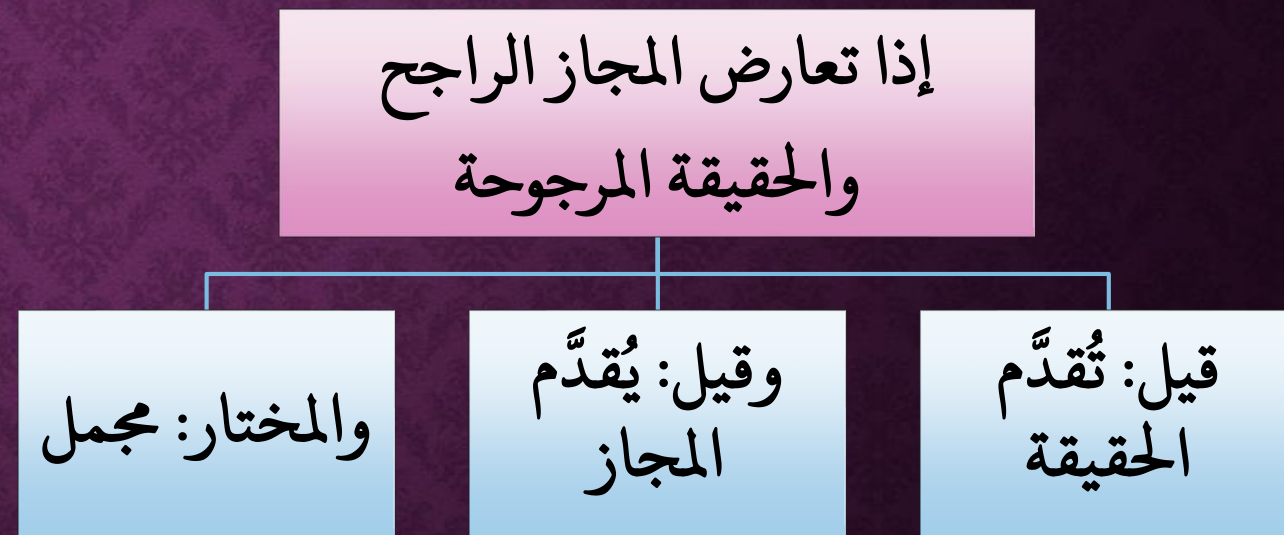 إذا تعارض المجاز الراجح
والحقيقة المرجوحة
قيل: تُقدَّم
الحقيقة
وقيل: يُقدَّم
المجاز
والمختار: مجمل